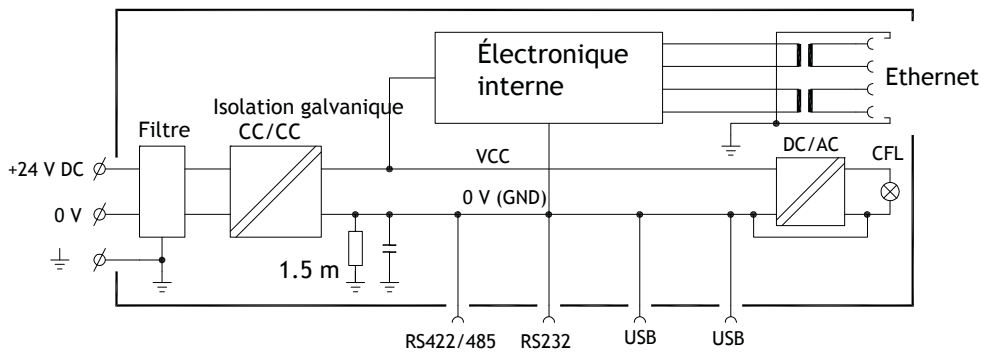 Électronique
interne
Ethernet
Isolation galvanique
CC/CC
Filtre
DC/AC
CFL
+24 V DC
VCC
0 V
0 V (GND)
1.5 m
RS422/485
RS232
USB
USB